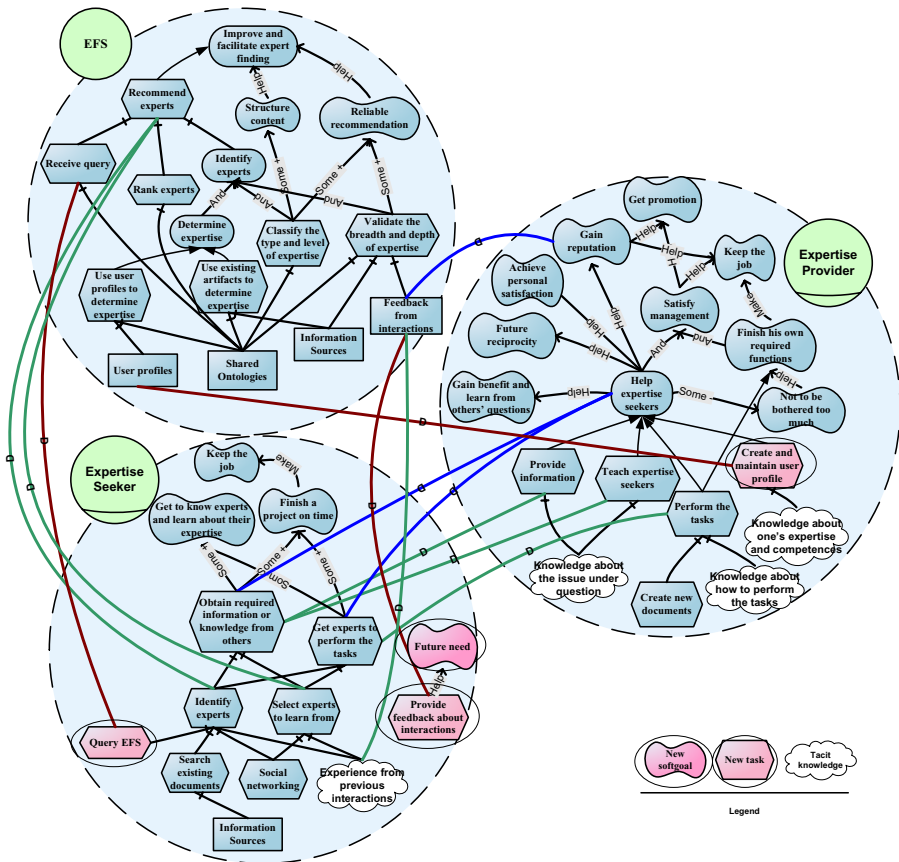 EFS
Improve and
facilitate expert
finding
Help
Help
Recommend
experts
Structure
content
Reliable
recommendation
Receive query
Identify
experts
Some +
Some +
Some +
Rank experts
And
And
And
Determine
expertise
Classify the
type and level of
expertise
Validate the
breadth and depth
of expertise
Use user
profiles to
determine
expertise
Use existing
artifacts to
determine
expertise
Feedback
from
interactions
User profiles
Shared
Ontologies
Information
Sources
Expertise
Provider
Get promotion
Gain
reputation
Help
Help
H
Help
Keep the
job
Achieve
personal
satisfaction
Satisfy
management
Make
Future
reciprocity
Help
Help
Help
And
And
Finish his own
required
functions
Gain benefit and
learn from
others' questions
Help
Help
expertise
seekers
Some -
Help
Not to be
bothered too
much
Provide
information
Teach expertise
seekers
Create and
maintain user
profile
Perform the
tasks
Knowledge about
one's expertise
and competences
Knowledge about
the issue under
question
Knowledge about
how to perform
the tasks
Create new
documents
Expertise
Seeker
Keep the
job
Make
Get to know experts
and learn about their
expertise
Finish a
project on time
Some +
Some +
Som
Some +
Obtain required
information or
knowledge from
others
Get experts to
perform the
tasks
Future need
Help
Identify
experts
Select experts
to learn from
Provide
feedback about
interactions
Query EFS
Search
existing
documents
Social
networking
Experience from
previous
interactions
Information
Sources
D
D
D
D
D
D
D
D
D
D
D
D
New
softgoal
New task
Tacit
knowledge
Legend